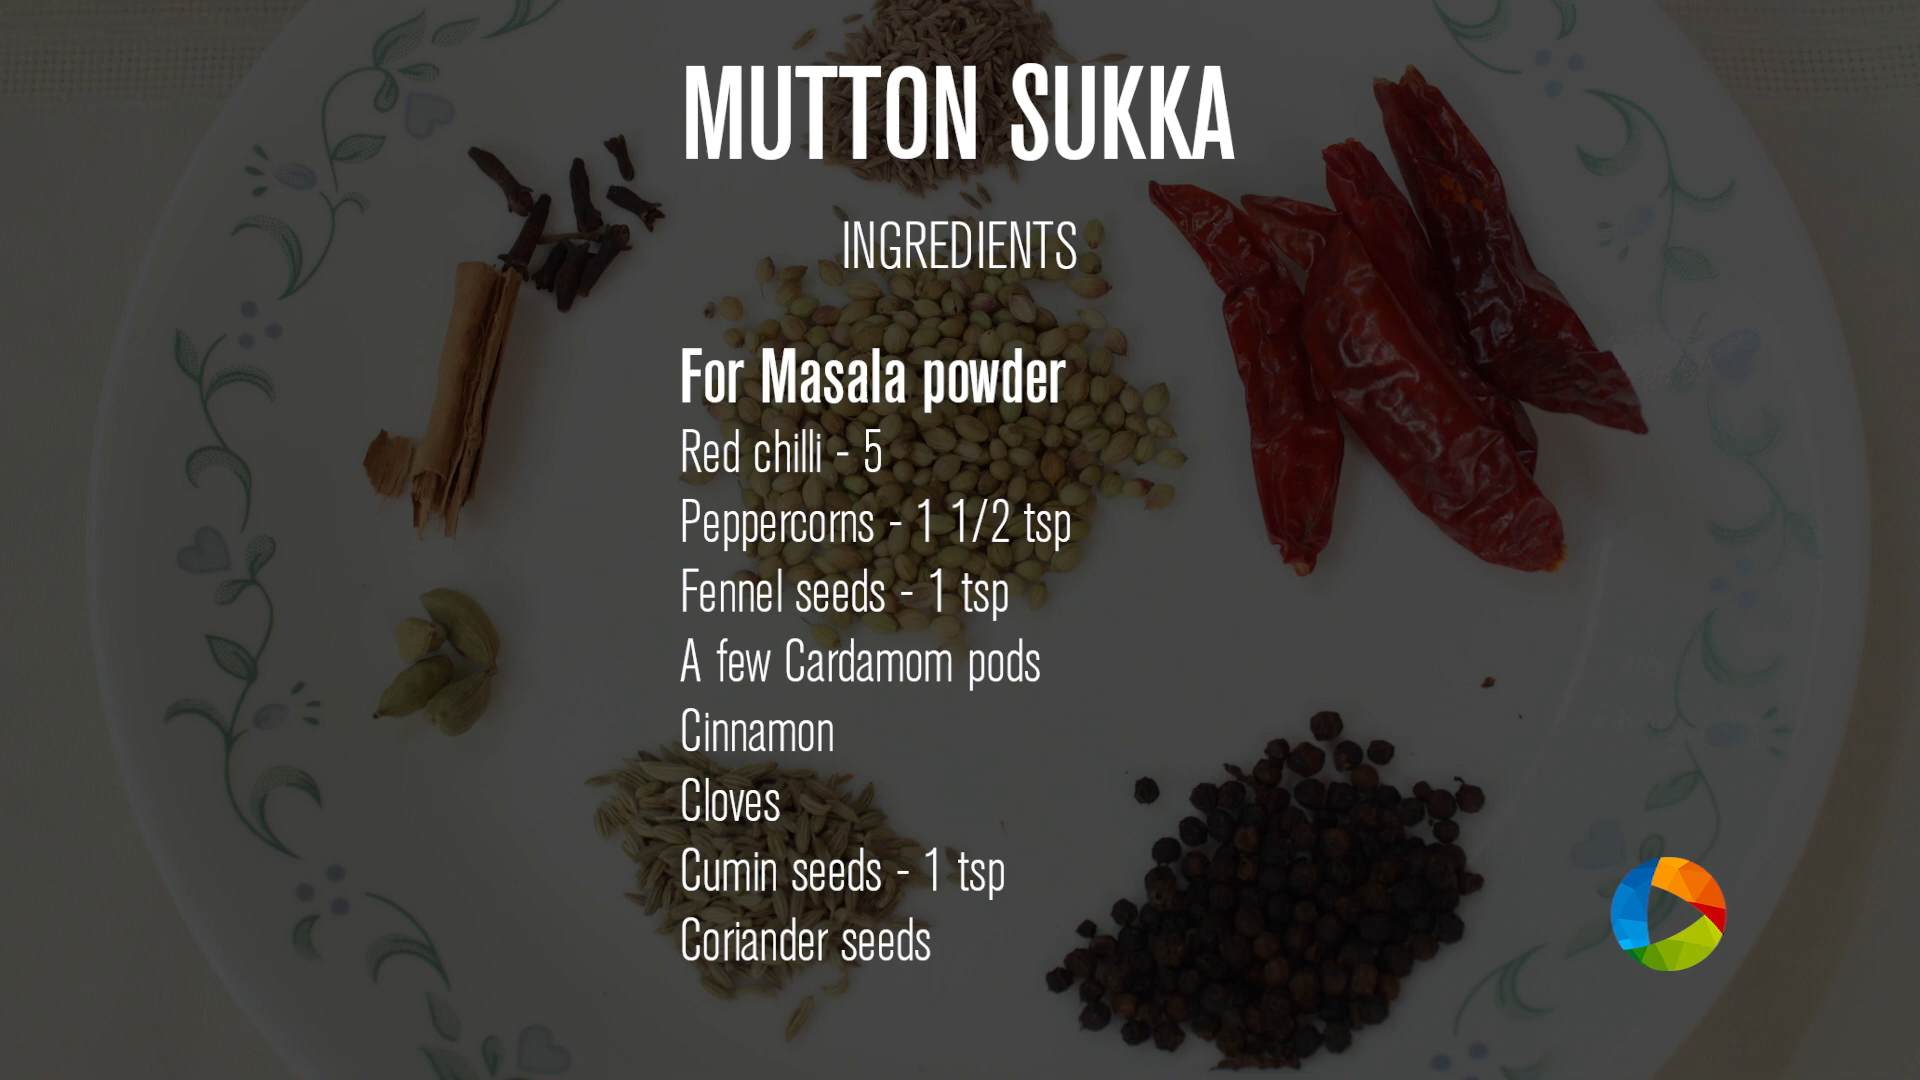 MUTTON SUKKA
INGREDIENTS
For Masala powder
Red chilli - 5
Peppercorns - 1 1/2 tsp
Fennel seeds - 1 tsp
A few Cardamom pods
Cinnamon
Cloves
Cumin seeds - 1 tsp
Coriander seeds